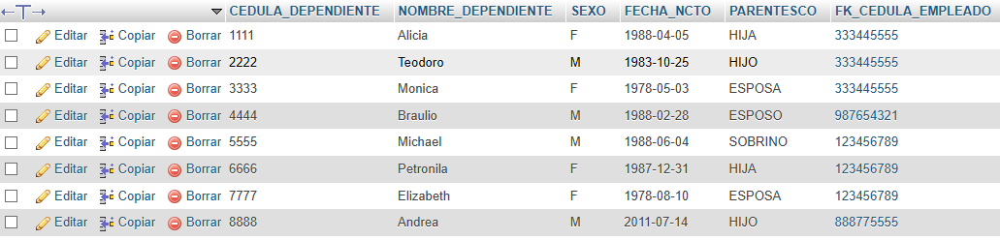 CEDULA_DEPENDIENTE NOMBRE_DEPENDIENTE SEXO FECHA_NCTO PARENTESCO FK_CEDULA_EMPLEADO
Editar Copiar Borrar 1111 Alicia F 1988-04-05 HIJA 333445555
Editar Copiar Borrar 2222 Teodoro M 1983-10-25 HIJO 333445555
Editar Copiar Borrar 3333 Monica F 1978-05-03 ESPOSA 333445555
Editar Copiar Borrar 4444 Braulio M 1988-02-28 ESPOSO 987654321
Editar Copiar Borrar 5555 Michael M 1988-06-04 SOBRINO 123456789
Editar Copiar Borrar 6666 Petronila F 1987-12-31 HIJA 123456789
Editar Copiar Borrar 7777 Elizabeth F 1978-08-10 ESPOSA 123456789
Editar Copiar Borrar 8888 Andrea M 2011-07-14 HIJO 888775555